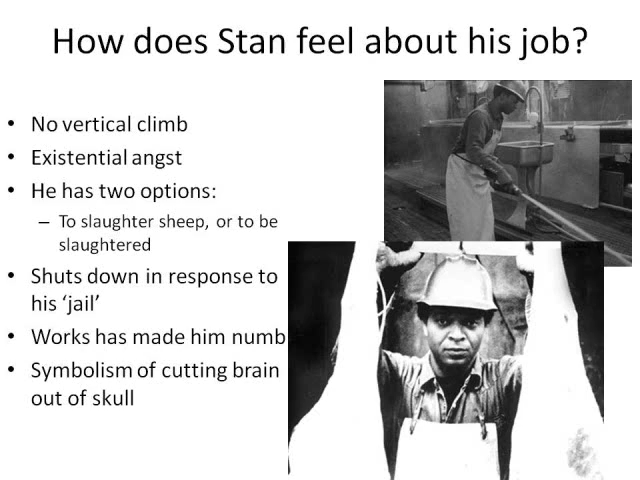 How does Stan feel about his job?
• No vertical climb
• Existential angst
• He has two options:
– To slaughter sheep, or to be
slaughtered
• Shuts down in response to
his ‘jail’
• Works has made him numb
• Symbolism of cutting brain
out of skull